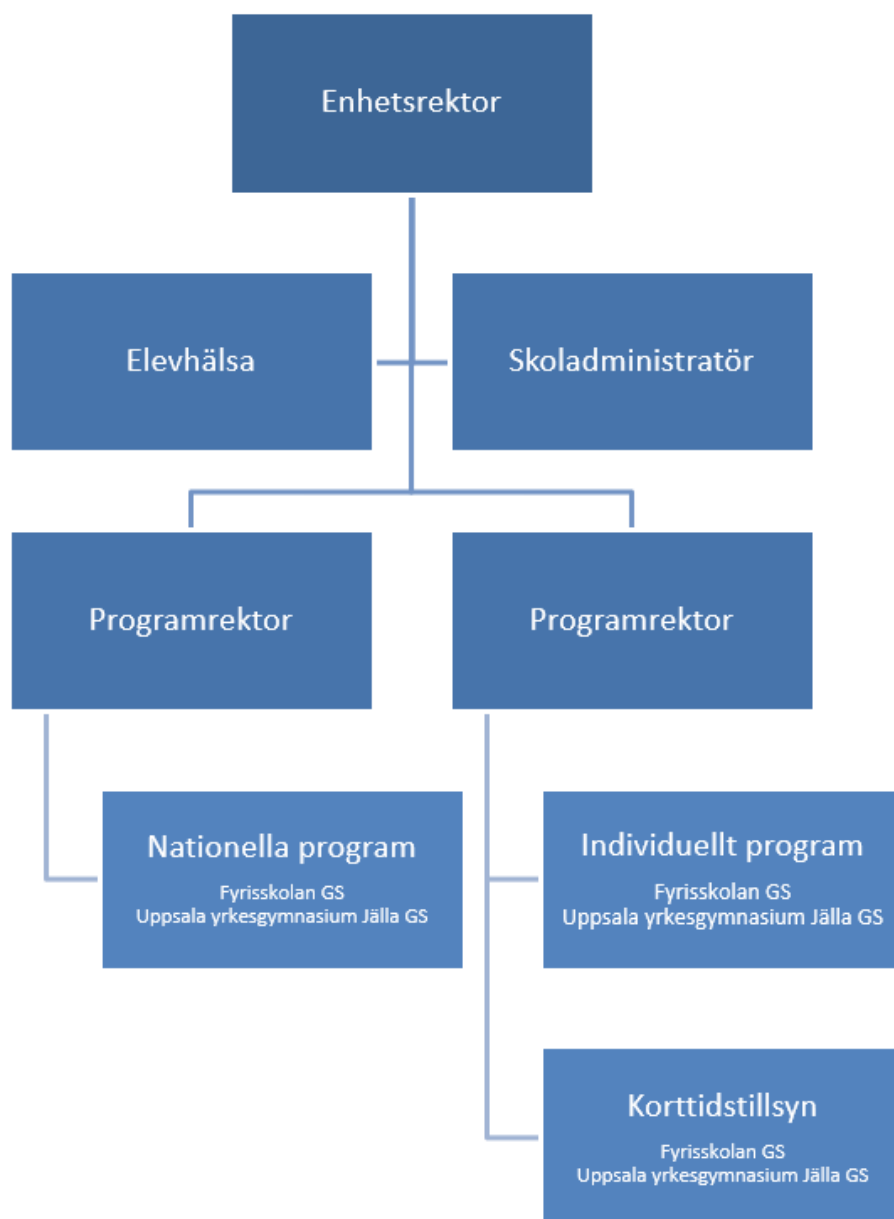 Enhetsrektor
Elevhälsa
Skoladministratör
Programrektor
Programrektor
Nationella program
Fyrisskolan GS
Uppsala yrkesgymnasium Jälla GS
Individuellt program
Fyrisskolan GS
Uppsala yrkesgymnasium Jälla GS
Korttidstillsyn
Fyrisskolan GS
Uppsala yrkesgymnasium Jälla GS